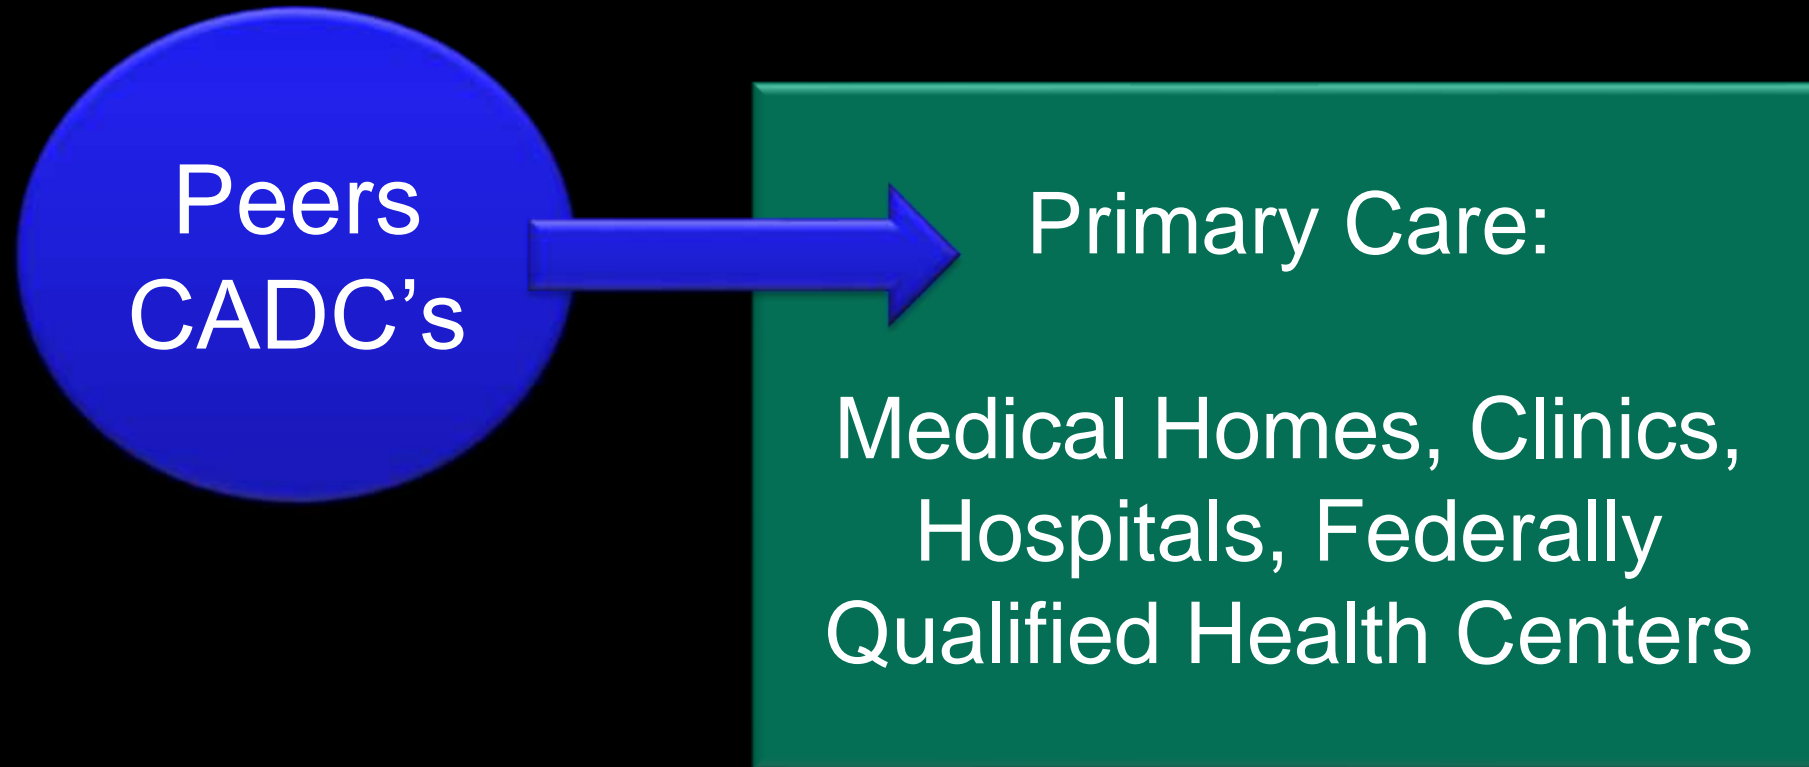 Peers
CADC’s
Primary Care:
Medical Homes, Clinics,
Hospitals, Federally
Qualified Health Centers